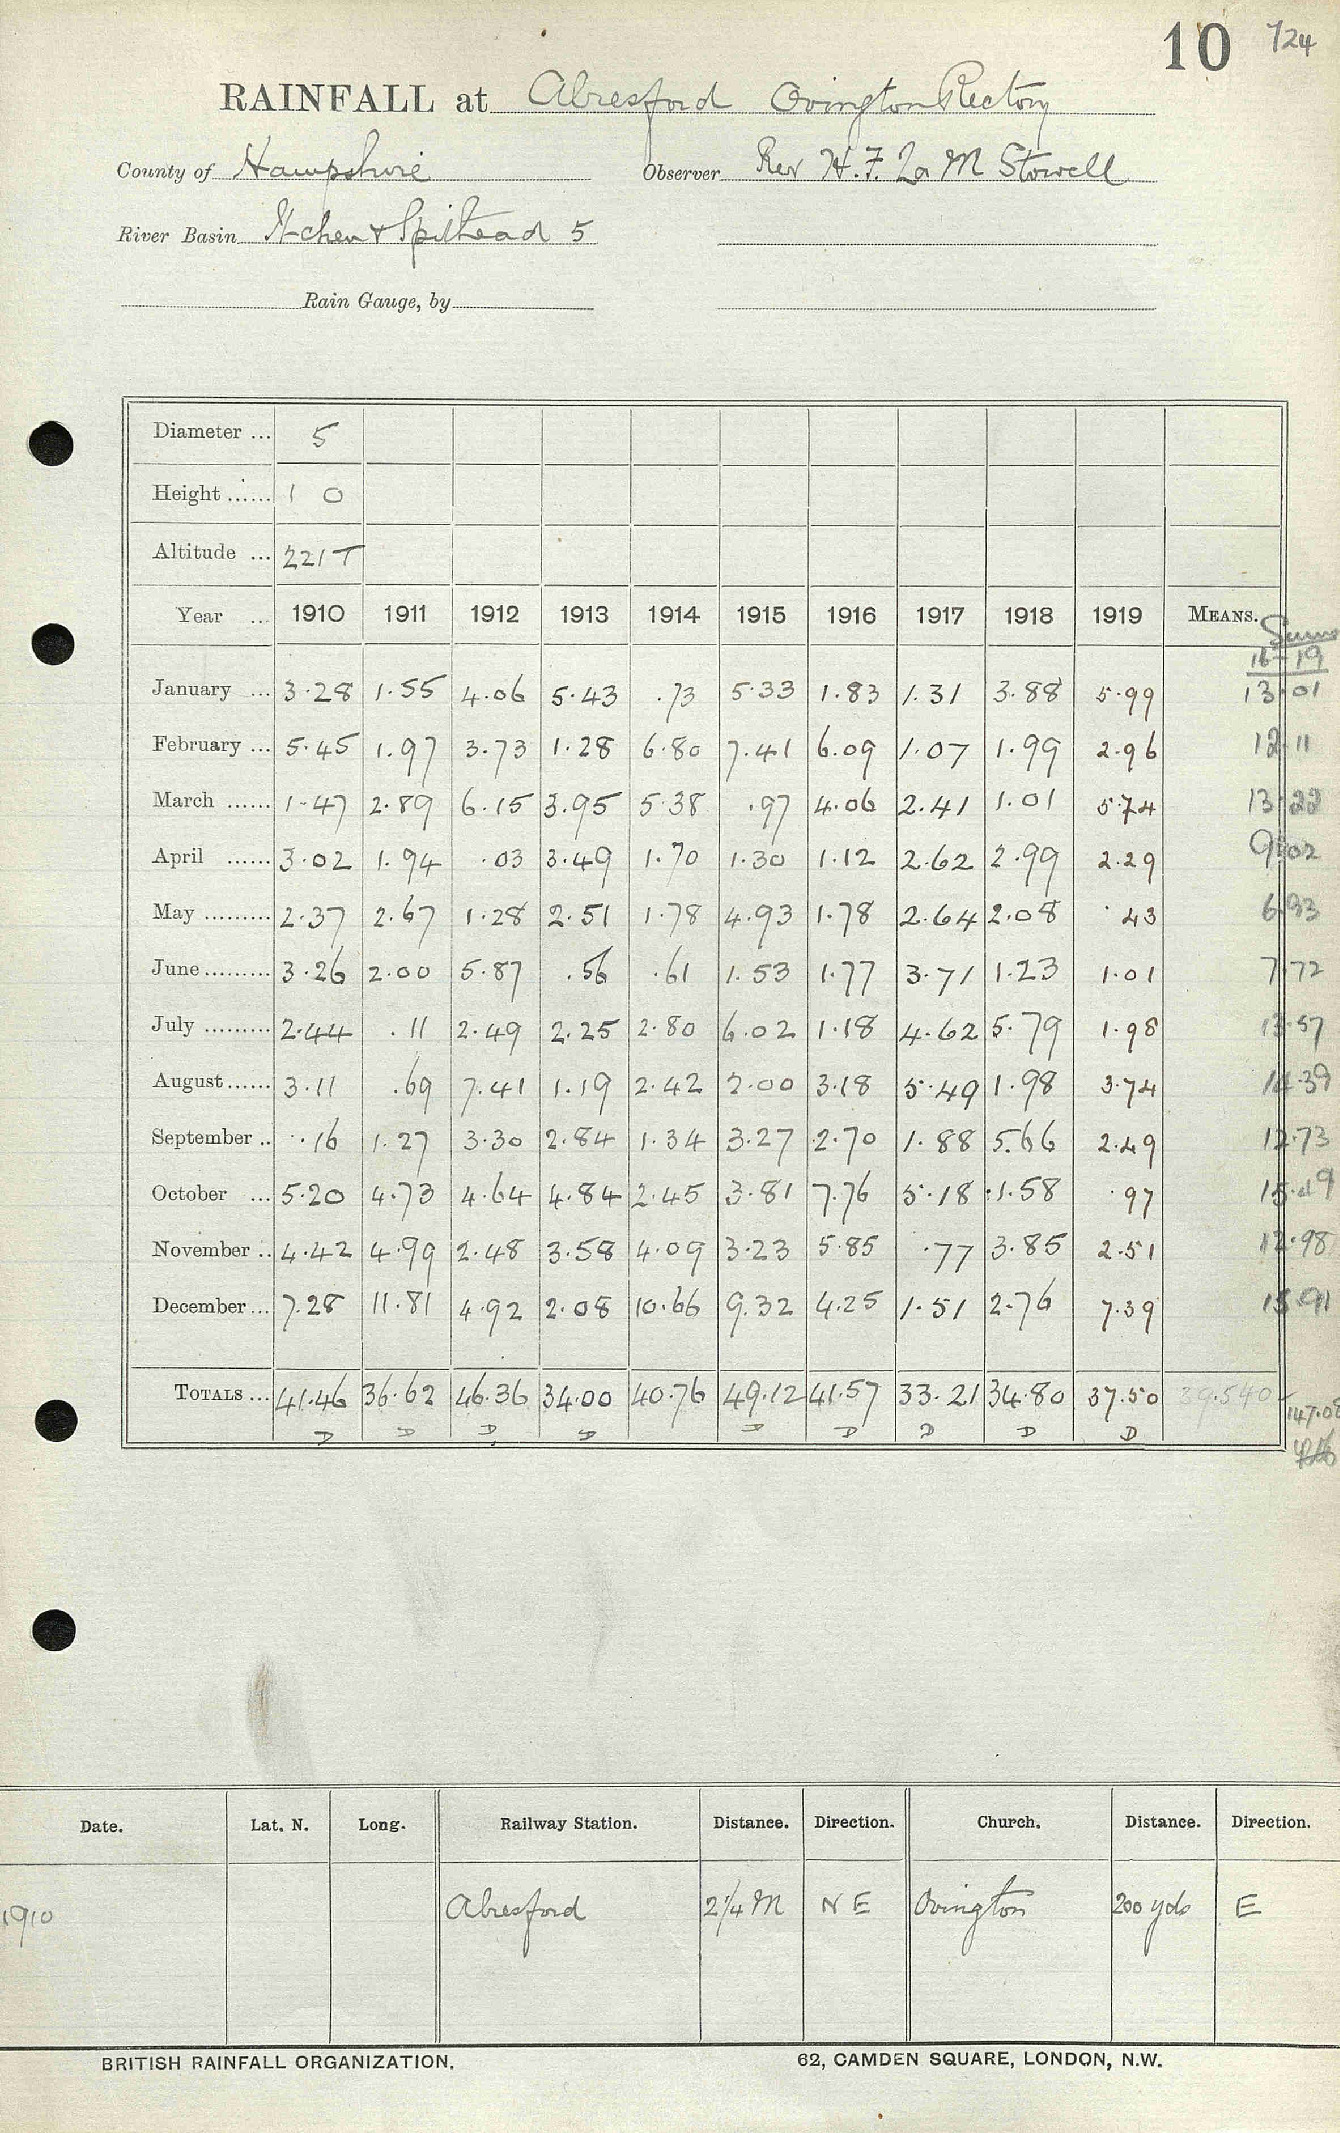 10 724
RAINFALL at Alresford Ovington Rectory
County of Hampshire Observer Rev H. F. La M Stowell
River Basin Itchen & Spithead 5
Rain Gauge, by
Diameter ... 5
Height ...... 1 0
Altitude ... 221 T
Year ... 1910 1911 1912 1913 1914 1915 1916 1917 1918 1919 MEANS. Sums
16-19
January ... 3.28 1.55 4.06 5.43 .73 5.33 1.83 1.31 3.88 5.99 13.01
February ... 5.45 1.97 3.73 1.28 6.80 7.41 6.09 1.07 1.99 2.96 12.11
March ...... 1.47 2.89 6.15 3.95 5.38 .97 4.06 2.41 1.01 5.74 13.22
April ...... 3.02 1.94 .03 3.49 1.70 1.30 1.12 2.62 2.99 2.29 9.02
May ......... 2.37 2.67 1.28 2.51 1.78 4.93 1.78 2.64 2.08 .43 6.93
June ......... 3.26 2.00 5.87 .56 .61 1.53 1.77 3.71 1.23 1.01 7.72
July ......... 2.44 .11 2.49 2.25 2.80 6.02 1.18 4.62 5.79 1.98 13.57
August ...... 3.11 .69 7.41 1.19 2.42 2.00 3.18 5.49 1.98 3.74 14.39
September .. .16 1.27 3.30 2.84 1.34 3.27 2.70 1.88 5.66 2.49 12.73
October ... 5.20 4.73 4.64 4.84 2.45 3.81 7.76 5.18 1.58 .97 15.49
November .. 4.42 4.99 2.48 3.58 4.09 3.23 5.85 .77 3.85 2.51 12.98
December ... 7.28 11.81 4.92 2.08 10.66 9.32 4.25 1.51 2.76 7.39 15.91
TOTALS ... 41.46 36.62 46.36 34.00 40.76 49.12 41.57 33.21 34.80 37.50 39.540 147.08
D D D D D D D D D
Date. Lat. N. Long. Railway Station. Distance. Direction. Church. Distance. Direction.
1910 Alresford 2¼ M N E Ovington 200 yds E
BRITISH RAINFALL ORGANIZATION. 62, CAMDEN SQUARE, LONDON, N.W.